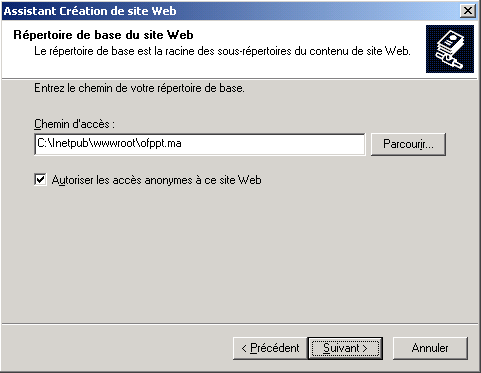 Assistant Création de site Web
Répertoire de base du site Web
Le répertoire de base est la racine des sous-répertoires du contenu de site Web.
Entrez le chemin de votre répertoire de base.
Chemin d'accès :
C:\Inetpub\wwwroot\ofppt.ma
Parcourir...
Autoriser les accès anonymes à ce site Web
< Précédent
Suivant >
Annuler